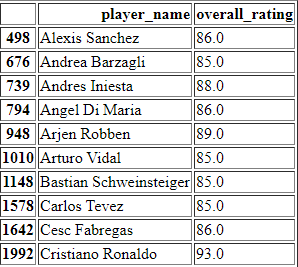 player_name overall_rating
498 Alexis Sanchez 86.0
676 Andrea Barzagli 85.0
739 Andres Iniesta 88.0
794 Angel Di Maria 86.0
948 Arjen Robben 89.0
1010 Arturo Vidal 85.0
1148 Bastian Schweinsteiger 85.0
1578 Carlos Tevez 85.0
1642 Cesc Fabregas 86.0
1992 Cristiano Ronaldo 93.0